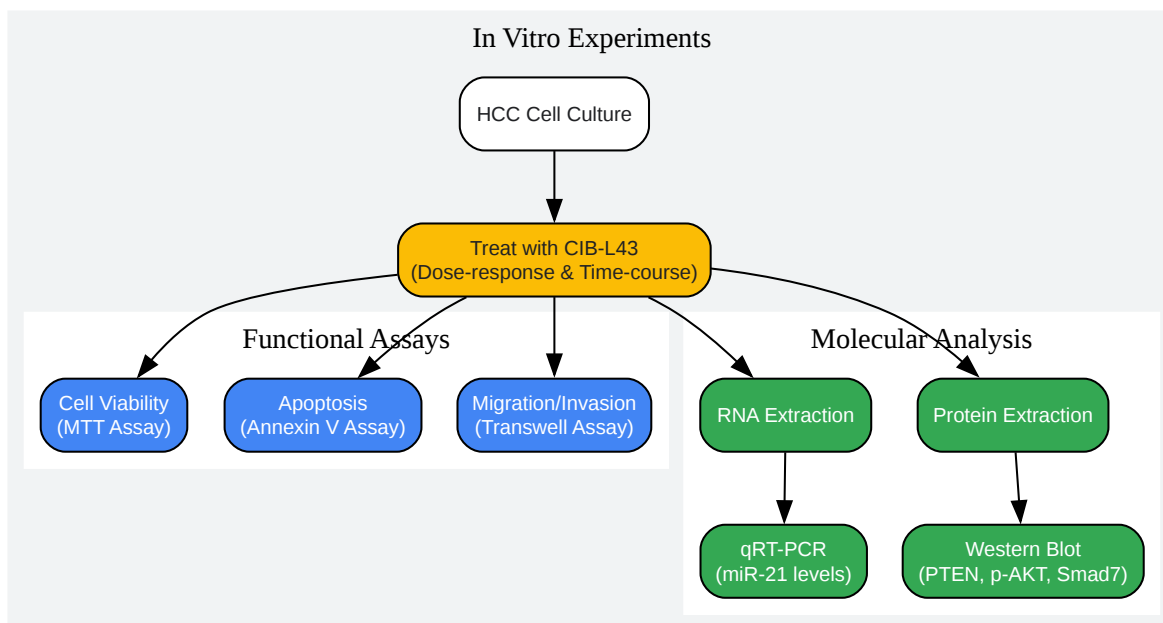 In Vitro Experiments
HCC Cell Culture
Treat with CIB-L43
(Dose-response & Time-course)
Functional Assays
Molecular Analysis
Cell Viability
(MTT Assay)
Apoptosis
(Annexin V Assay)
Migration/Invasion
(Transwell Assay)
RNA Extraction
Protein Extraction
qRT-PCR
(miR-21 levels)
Western Blot
(PTEN, p-AKT, Smad7)